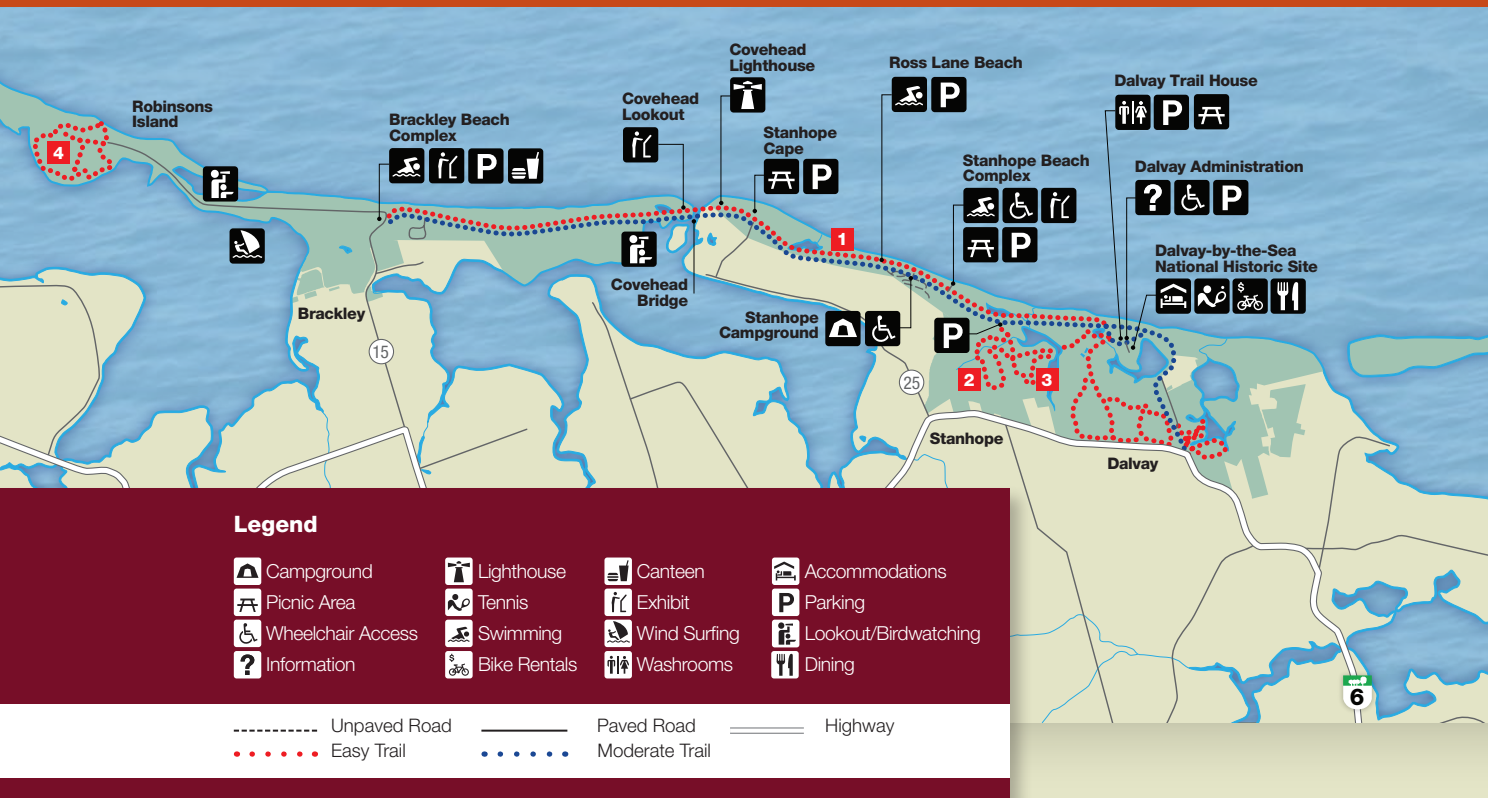 Robinsons
Island
4
Brackley Beach
Complex
P
Covehead
Lookout
Covehead
Lighthouse
Stanhope
Cape
P
Ross Lane Beach
P
Stanhope Beach
Complex
P
Dalvay Trail House
P
Dalvay Administration
? P
Dalvay-by-the-Sea
National Historic Site
$
1
Covehead
Bridge
Stanhope
Campground
P
Brackley
15
25
2
3
Stanhope
Dalvay
6
Legend
Campground
Picnic Area
Wheelchair Access
? Information
Lighthouse
Tennis
Swimming
$ Bike Rentals
Canteen
Exhibit
Wind Surfing
Washrooms
Accommodations
P Parking
Lookout/Birdwatching
Dining
Unpaved Road
Easy Trail
Paved Road
Moderate Trail
Highway